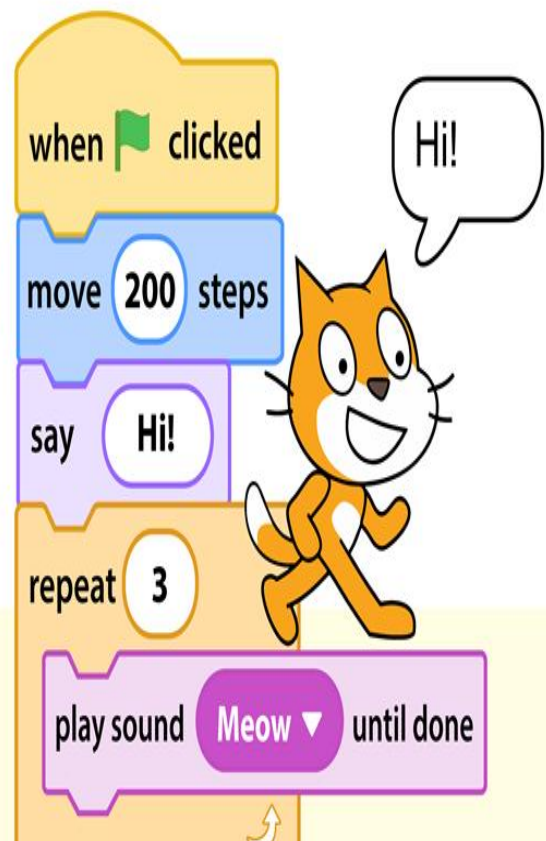 when clicked
Hi!
move 200 steps
say Hi!
repeat 3
play sound Meow until done